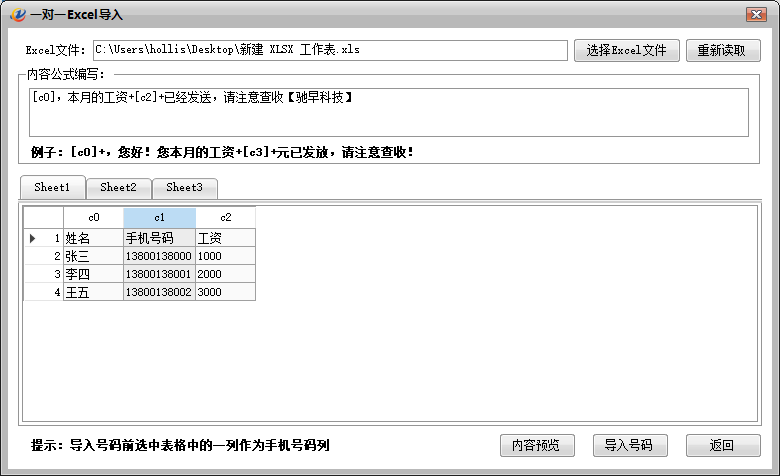 一对一Excel导入
Excel文件： C:\Users\hollis\Desktop\新建 XLSX 工作表.xls 选择Excel文件 重新读取
内容公式编写：
[c0], 本月的工资+[c2]+已经发送，请注意查收【驰早科技】
例子：[c0]+，您好！您本月的工资+[c3]+元已发放，请注意查收！
Sheet1 Sheet2 Sheet3
c0 c1 c2
1 姓名 手机号码 工资
2 张三 13800138000 1000
3 李四 13800138001 2000
4 王五 13800138002 3000
提示：导入号码前选中表格中的一列作为手机号码列 内容预览 导入号码 返回